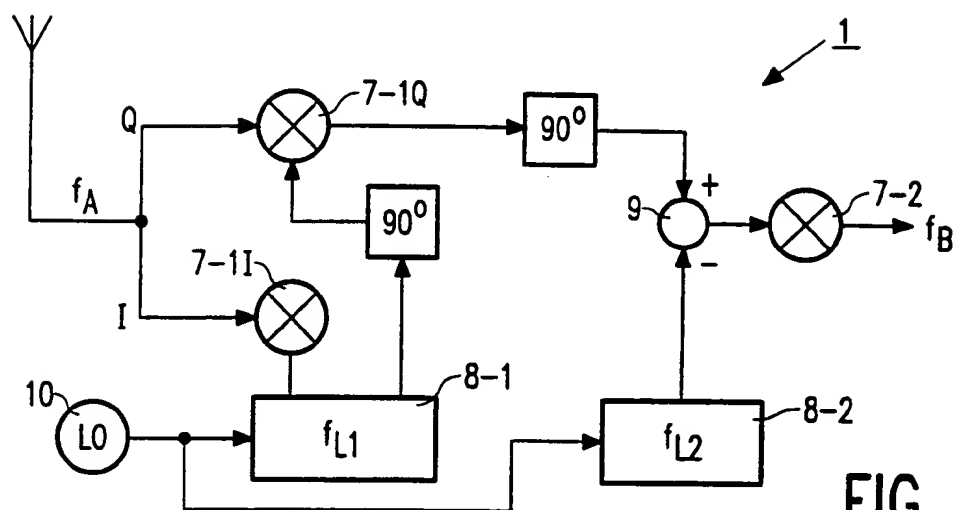 1
7-1Q
Q
90°
+
f_A
9
7-2
90°
f_B
7-1I
-
I
8-1
10
8-2
LO
f_L1
f_L2
FIG